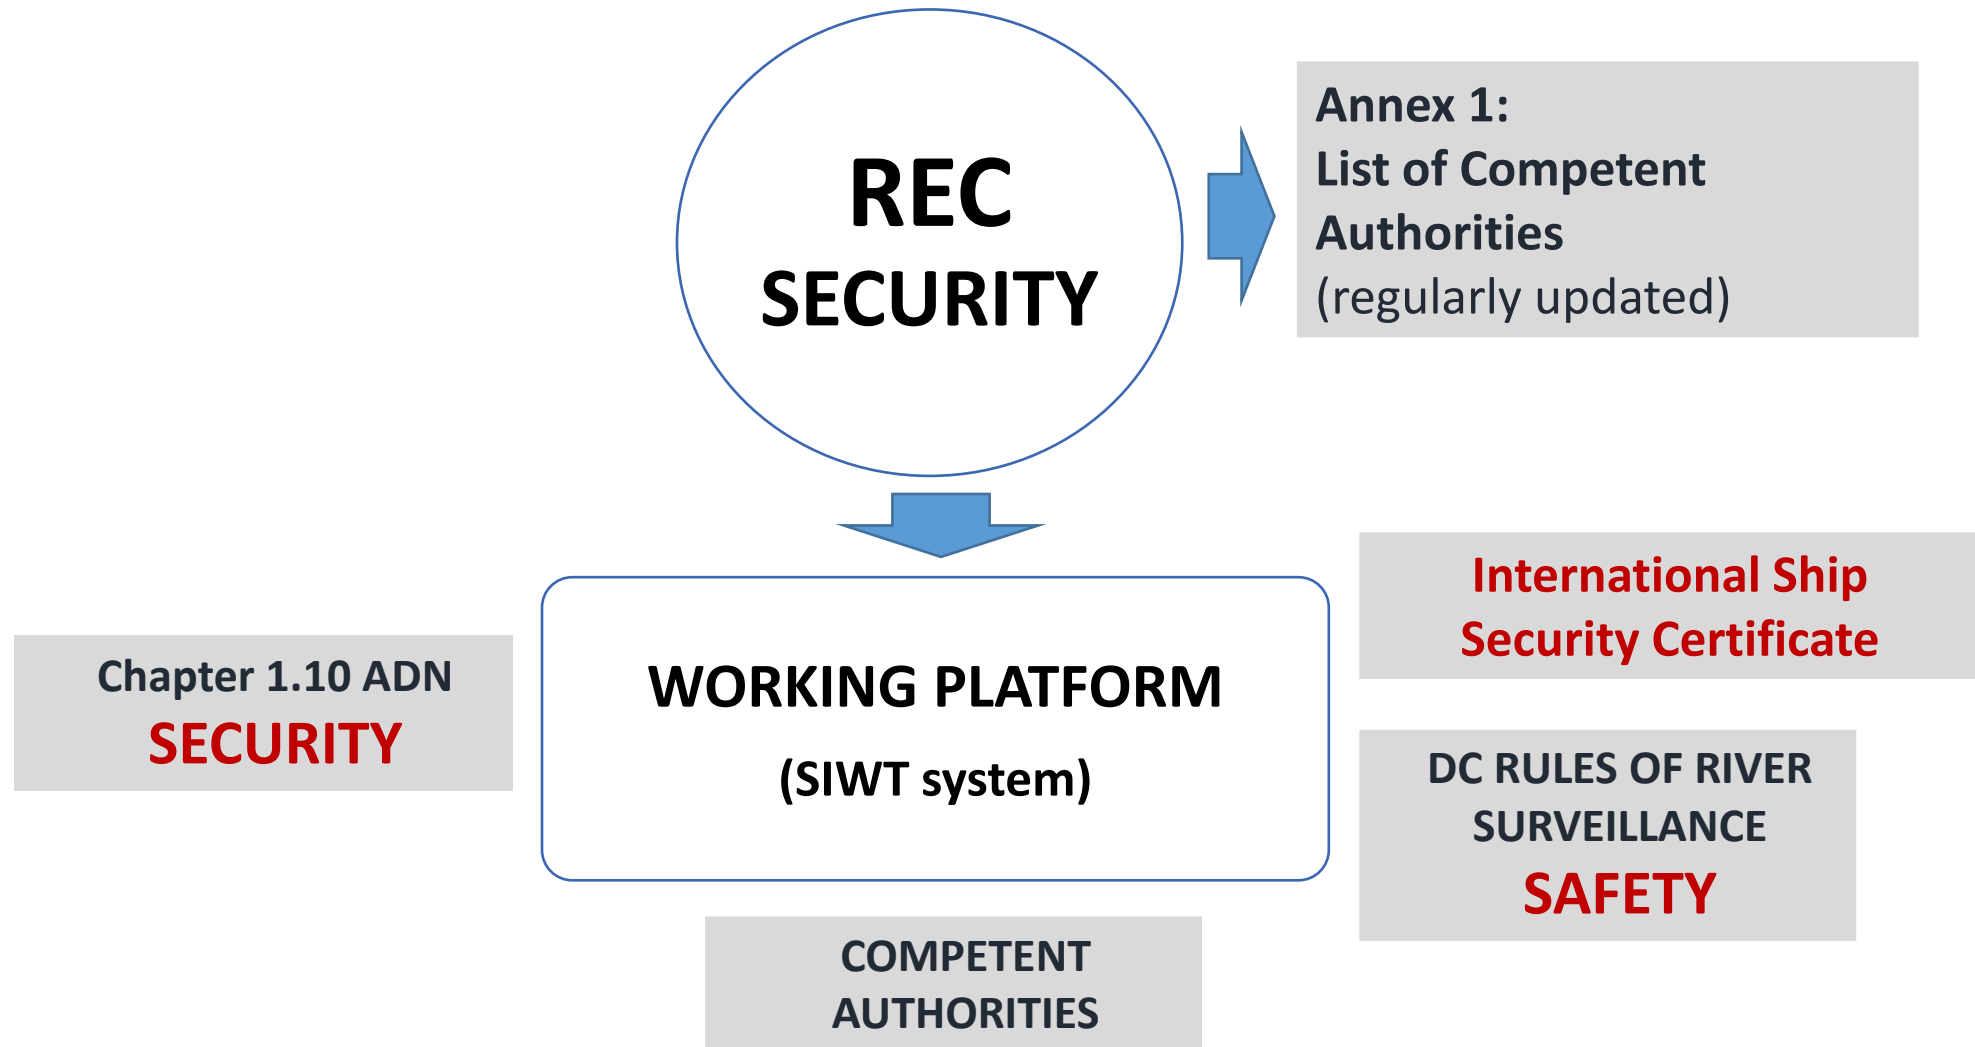 REC
SECURITY
Annex 1:
List of Competent
Authorities
(regularly updated)
Chapter 1.10 ADN
SECURITY
WORKING PLATFORM
(SIWT system)
International Ship
Security Certificate
DC RULES OF RIVER
SURVEILLANCE
SAFETY
COMPETENT
AUTHORITIES